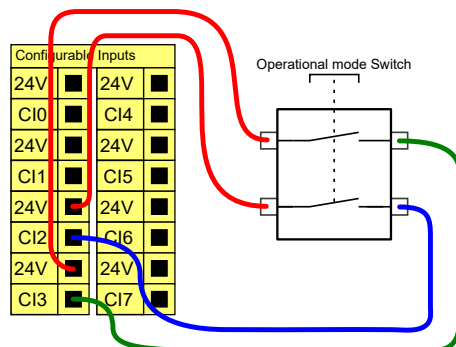 Configurable Inputs
24V 24V
CI0 CI4
24V 24V
CI1 CI5
24V 24V
CI2 CI6
24V 24V
CI3 CI7
Operational mode Switch